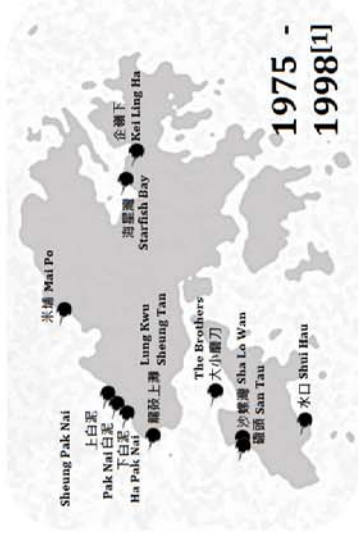 1975 -
1998[1]
米埔 Mai Po
Sheung Pak Nai
上白泥
Pak Nai 白泥
下白泥
Ha Pak Nai
Lung Kwu
龍鼓上灘 Sheung Tan
海星灣
Starfish Bay
企嶺下
Kei Ling Ha
The Brothers
大小磨刀
沙螺灣 Sha Lo Wan
䃟頭 San Tau
水口 Shui Hau